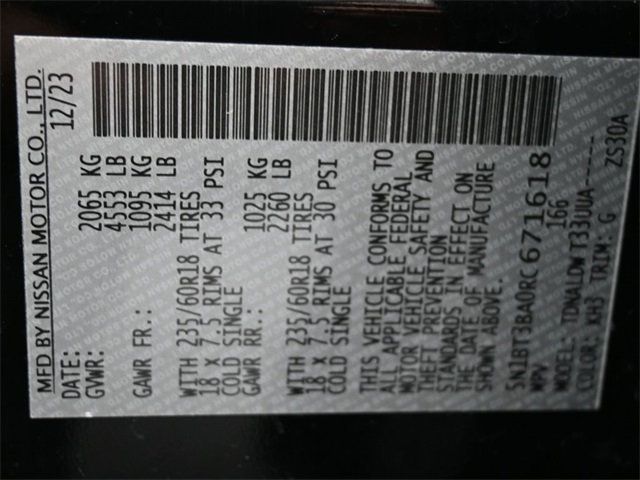 MFD BY NISSAN MOTOR CO., LTD.
DATE: 12/23
GVWR: 2065 KG
4553 LB
GAWR FR.: 1095 KG
2414 LB
WITH 235/60R18 TIRES
18 X 7.5 RIMS AT 33 PSI
COLD SINGLE
GAWR RR.: 1025 KG
2260 LB
WITH 235/60R18 TIRES
18 X 7.5 RIMS AT 30 PSI
COLD SINGLE
THIS VEHICLE CONFORMS TO
ALL APPLICABLE FEDERAL
MOTOR VEHICLE SAFETY AND
THEFT PREVENTION
STANDARDS IN EFFECT ON
THE DATE OF MANUFACTURE
SHOWN ABOVE.
5N1BT3BA0RC671618
MPV 166
MODEL: TDNALDWT33UUA-----
COLOR: KH3 TRIM: G ZS30A